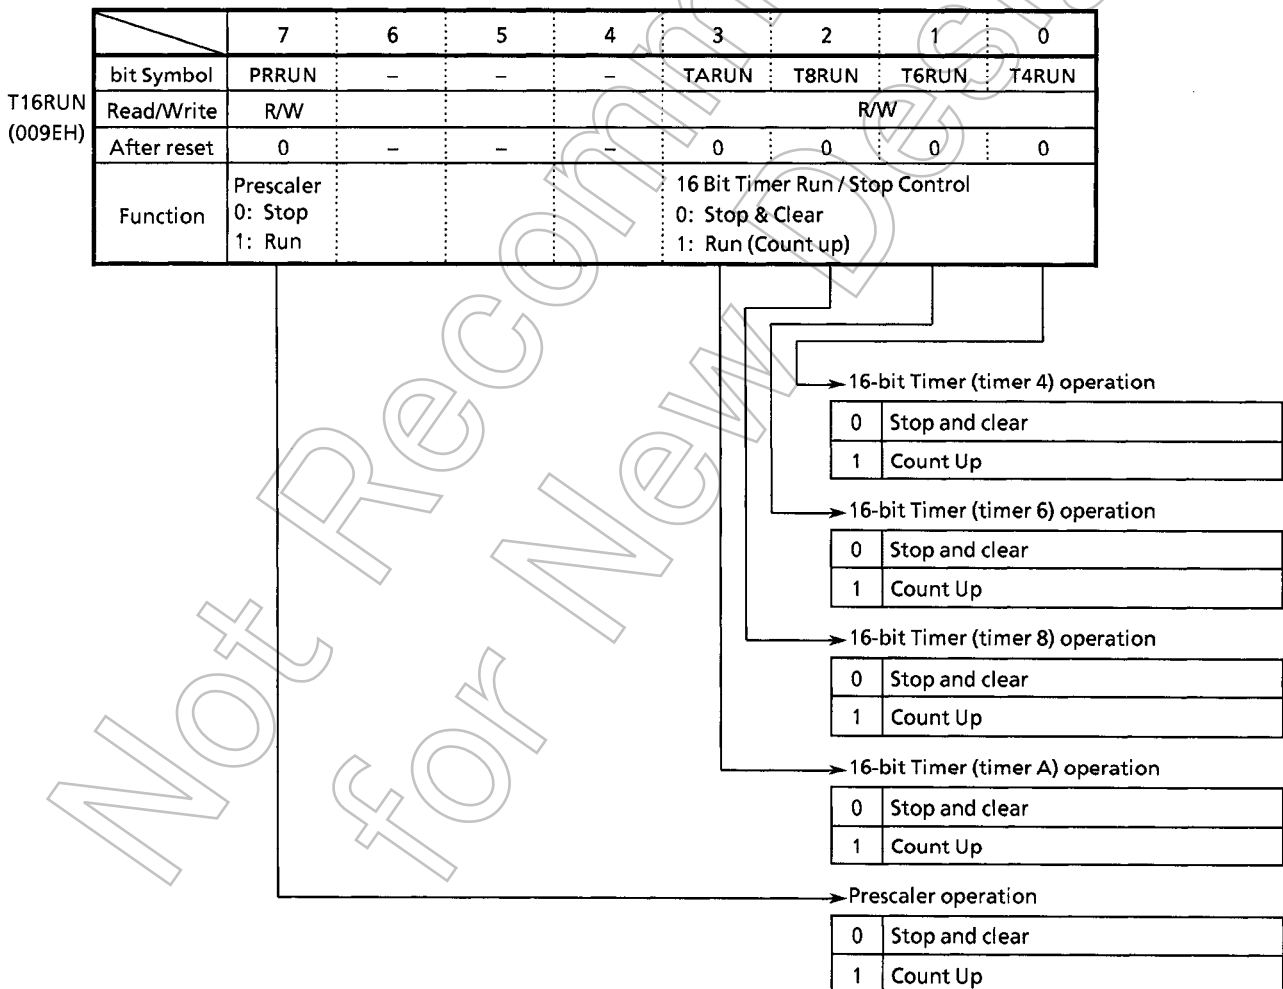 7 6 5 4 3 2 1 0
bit Symbol PRRUN – – – TARUN T8RUN T6RUN T4RUN
T16RUN
(009EH)
Read/Write R/W R/W
After reset 0 – – – 0 0 0 0
Function
Prescaler
0: Stop
1: Run
16 Bit Timer Run / Stop Control
0: Stop & Clear
1: Run (Count up)
16-bit Timer (timer 4) operation
0 Stop and clear
1 Count Up
16-bit Timer (timer 6) operation
0 Stop and clear
1 Count Up
16-bit Timer (timer 8) operation
0 Stop and clear
1 Count Up
16-bit Timer (timer A) operation
0 Stop and clear
1 Count Up
Prescaler operation
0 Stop and clear
1 Count Up
Not Recomm
for New Desi